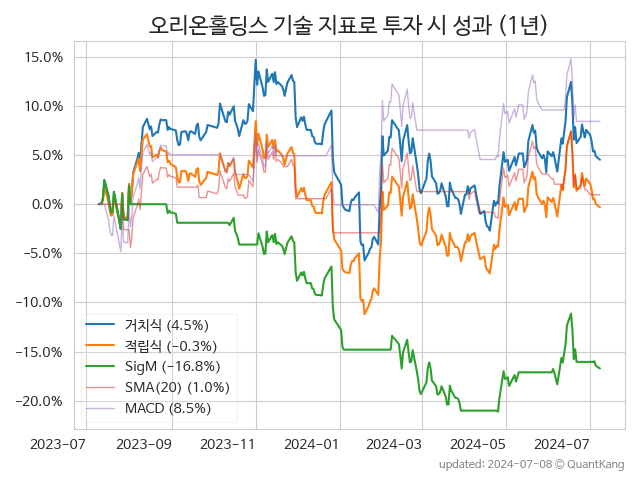 오리온홀딩스 기술 지표로 투자 시 성과 (1년)
15.0%
10.0%
5.0%
0.0%
−5.0%
−10.0%
−15.0%
−20.0%
거치식 (4.5%)
적립식 (−0.3%)
SigM (−16.8%)
SMA(20) (1.0%)
MACD (8.5%)
2023-07 2023-09 2023-11 2024-01 2024-03 2024-05 2024-07
updated: 2024-07-08 © QuantKang